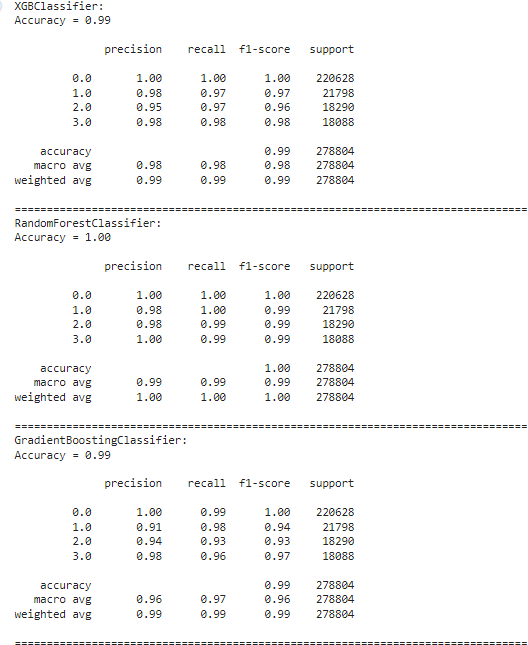 XGBClassifier:
Accuracy = 0.99
precision recall f1-score support
0.0 1.00 1.00 1.00 220628
1.0 0.98 0.97 0.97 21798
2.0 0.95 0.97 0.96 18290
3.0 0.98 0.98 0.98 18088
accuracy 0.99 278804
macro avg 0.98 0.98 0.98 278804
weighted avg 0.99 0.99 0.99 278804
================================================================================
RandomForestClassifier:
Accuracy = 1.00
precision recall f1-score support
0.0 1.00 1.00 1.00 220628
1.0 0.98 1.00 0.99 21798
2.0 0.98 0.99 0.99 18290
3.0 1.00 0.99 0.99 18088
accuracy 1.00 278804
macro avg 0.99 0.99 0.99 278804
weighted avg 1.00 1.00 1.00 278804
================================================================================
GradientBoostingClassifier:
Accuracy = 0.99
precision recall f1-score support
0.0 1.00 0.99 1.00 220628
1.0 0.91 0.98 0.94 21798
2.0 0.94 0.93 0.93 18290
3.0 0.98 0.96 0.97 18088
accuracy 0.99 278804
macro avg 0.96 0.97 0.96 278804
weighted avg 0.99 0.99 0.99 278804
================================================================================